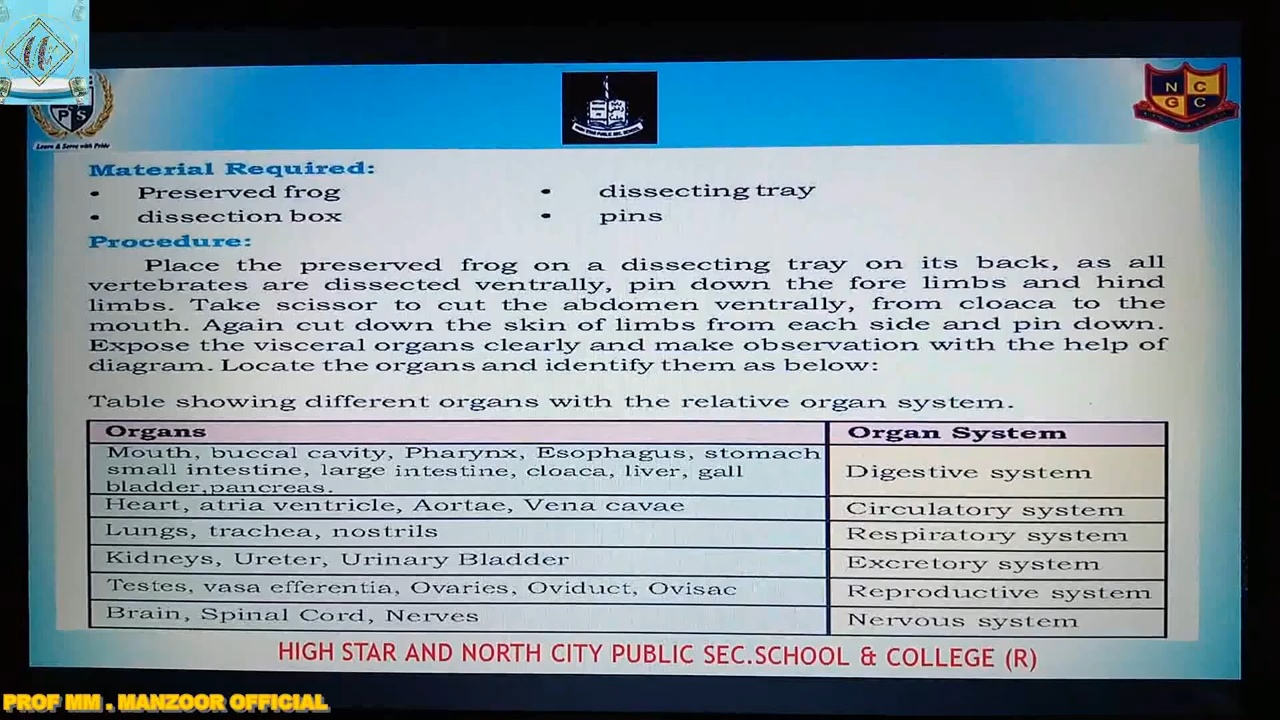 PS
Learn & Serve with Pride
N C
G C
Material Required:
• Preserved frog • dissecting tray
• dissection box • pins
Procedure:
Place the preserved frog on a dissecting tray on its back, as all
vertebrates are dissected ventrally, pin down the fore limbs and hind
limbs. Take scissor to cut the abdomen ventrally, from cloaca to the
mouth. Again cut down the skin of limbs from each side and pin down.
Expose the visceral organs clearly and make observation with the help of
diagram. Locate the organs and identify them as below:
Table showing different organs with the relative organ system.
Organs Organ System
Mouth, buccal cavity, Pharynx, Esophagus, stomach
small intestine, large intestine, cloaca, liver, gall
bladder,pancreas.
Digestive system
Heart, atria ventricle, Aortae, Vena cavae Circulatory system
Lungs, trachea, nostrils Respiratory system
Kidneys, Ureter, Urinary Bladder Excretory system
Testes, vasa efferentia, Ovaries, Oviduct, Ovisac Reproductive system
Brain, Spinal Cord, Nerves Nervous system
HIGH STAR AND NORTH CITY PUBLIC SEC.SCHOOL & COLLEGE (R)
PROF MM . MANZOOR OFFICIAL